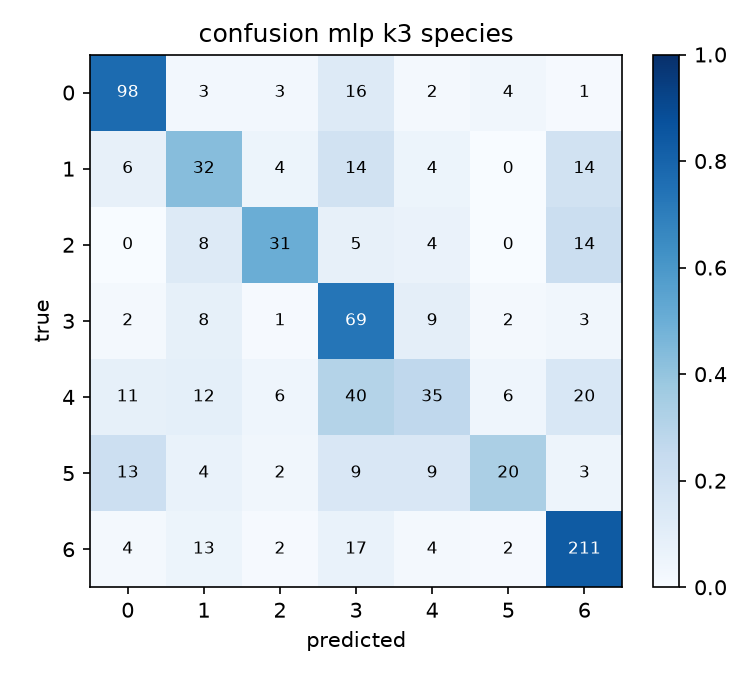 confusion mlp k3 species
0 98 3 3 16 2 4 1
1 6 32 4 14 4 0 14
2 0 8 31 5 4 0 14
3 2 8 1 69 9 2 3
4 11 12 6 40 35 6 20
5 13 4 2 9 9 20 3
6 4 13 2 17 4 2 211
0 1 2 3 4 5 6
predicted
true
1.0
0.8
0.6
0.4
0.2
0.0